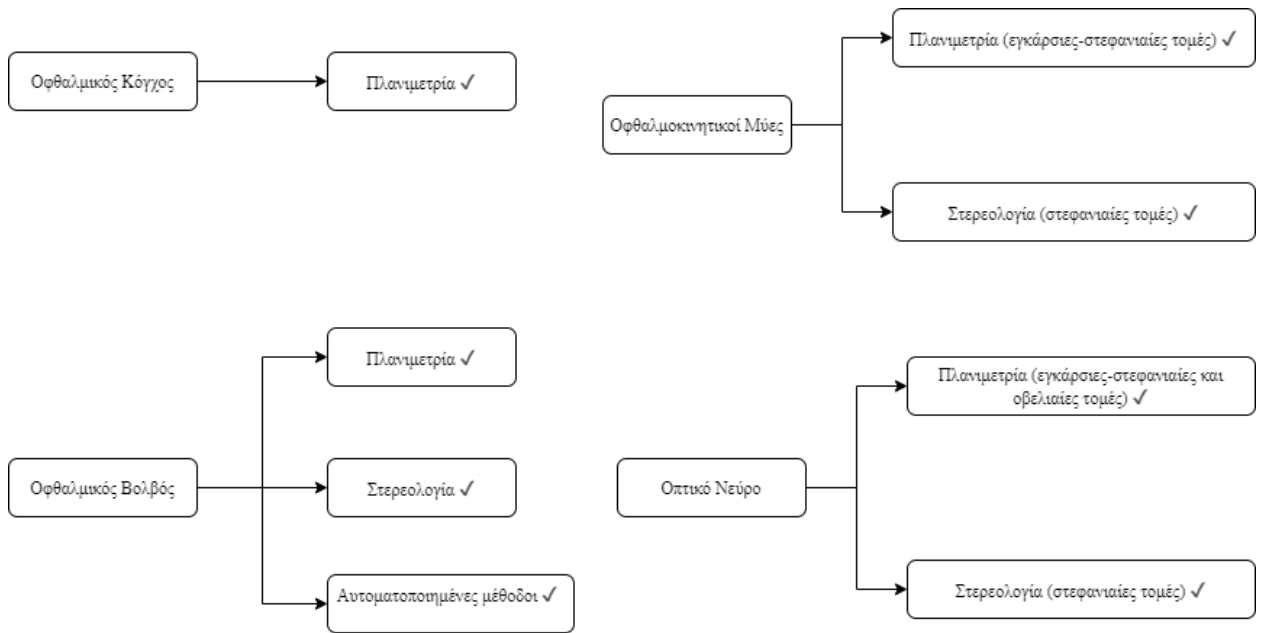 Οφθαλμικός Κόγχος
Πλανιμετρία ✓
Οφθαλμοκινητικοί Μύες
Πλανιμετρία (εγκάρσιες-στεφανιαίες τομές) ✓
Στερεολογία (στεφανιαίες τομές) ✓
Οφθαλμικός Βολβός
Πλανιμετρία ✓
Στερεολογία ✓
Αυτοματοποιημένες μέθοδοι ✓
Οπτικό Νεύρο
Πλανιμετρία (εγκάρσιες-στεφανιαίες και
οβελιαίες τομές) ✓
Στερεολογία (στεφανιαίες τομές) ✓